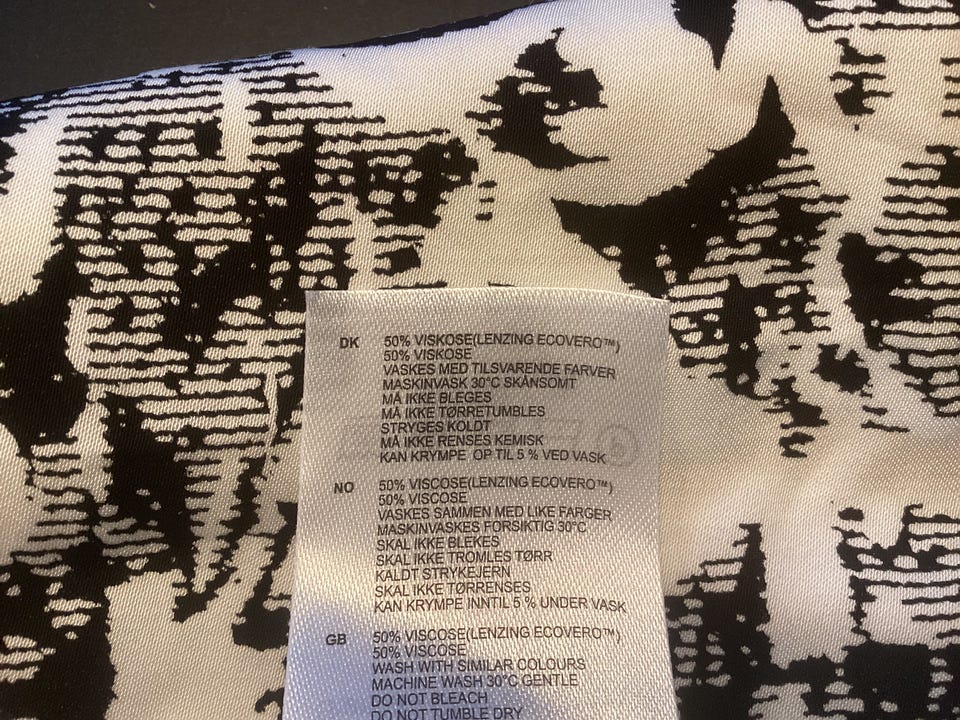 DK 50% VISKOSE(LENZING ECOVERO™)
50% VISKOSE
VASKES MED TILSVARENDE FARVER
MASKINVASK 30°C SKÅNSOMT
MÅ IKKE BLEGES
MÅ IKKE TØRRETUMBLES
STRYGES KOLDT
MÅ IKKE RENSES KEMISK
KAN KRYMPE OP TIL 5 % VED VASK
NO 50% VISCOSE(LENZING ECOVERO™)
50% VISCOSE
VASKES SAMMEN MED LIKE FARGER
MASKINVASKES FORSIKTIG 30°C
SKAL IKKE BLEKES
SKAL IKKE TROMLES TØRR
KALDT STRYKEJERN
SKAL IKKE TØRRENSES
KAN KRYMPE INNTIL 5 % UNDER VASK
GB 50% VISCOSE(LENZING ECOVERO™)
50% VISCOSE
WASH WITH SIMILAR COLOURS
MACHINE WASH 30°C GENTLE
DO NOT BLEACH
DO NOT TUMBLE DRY